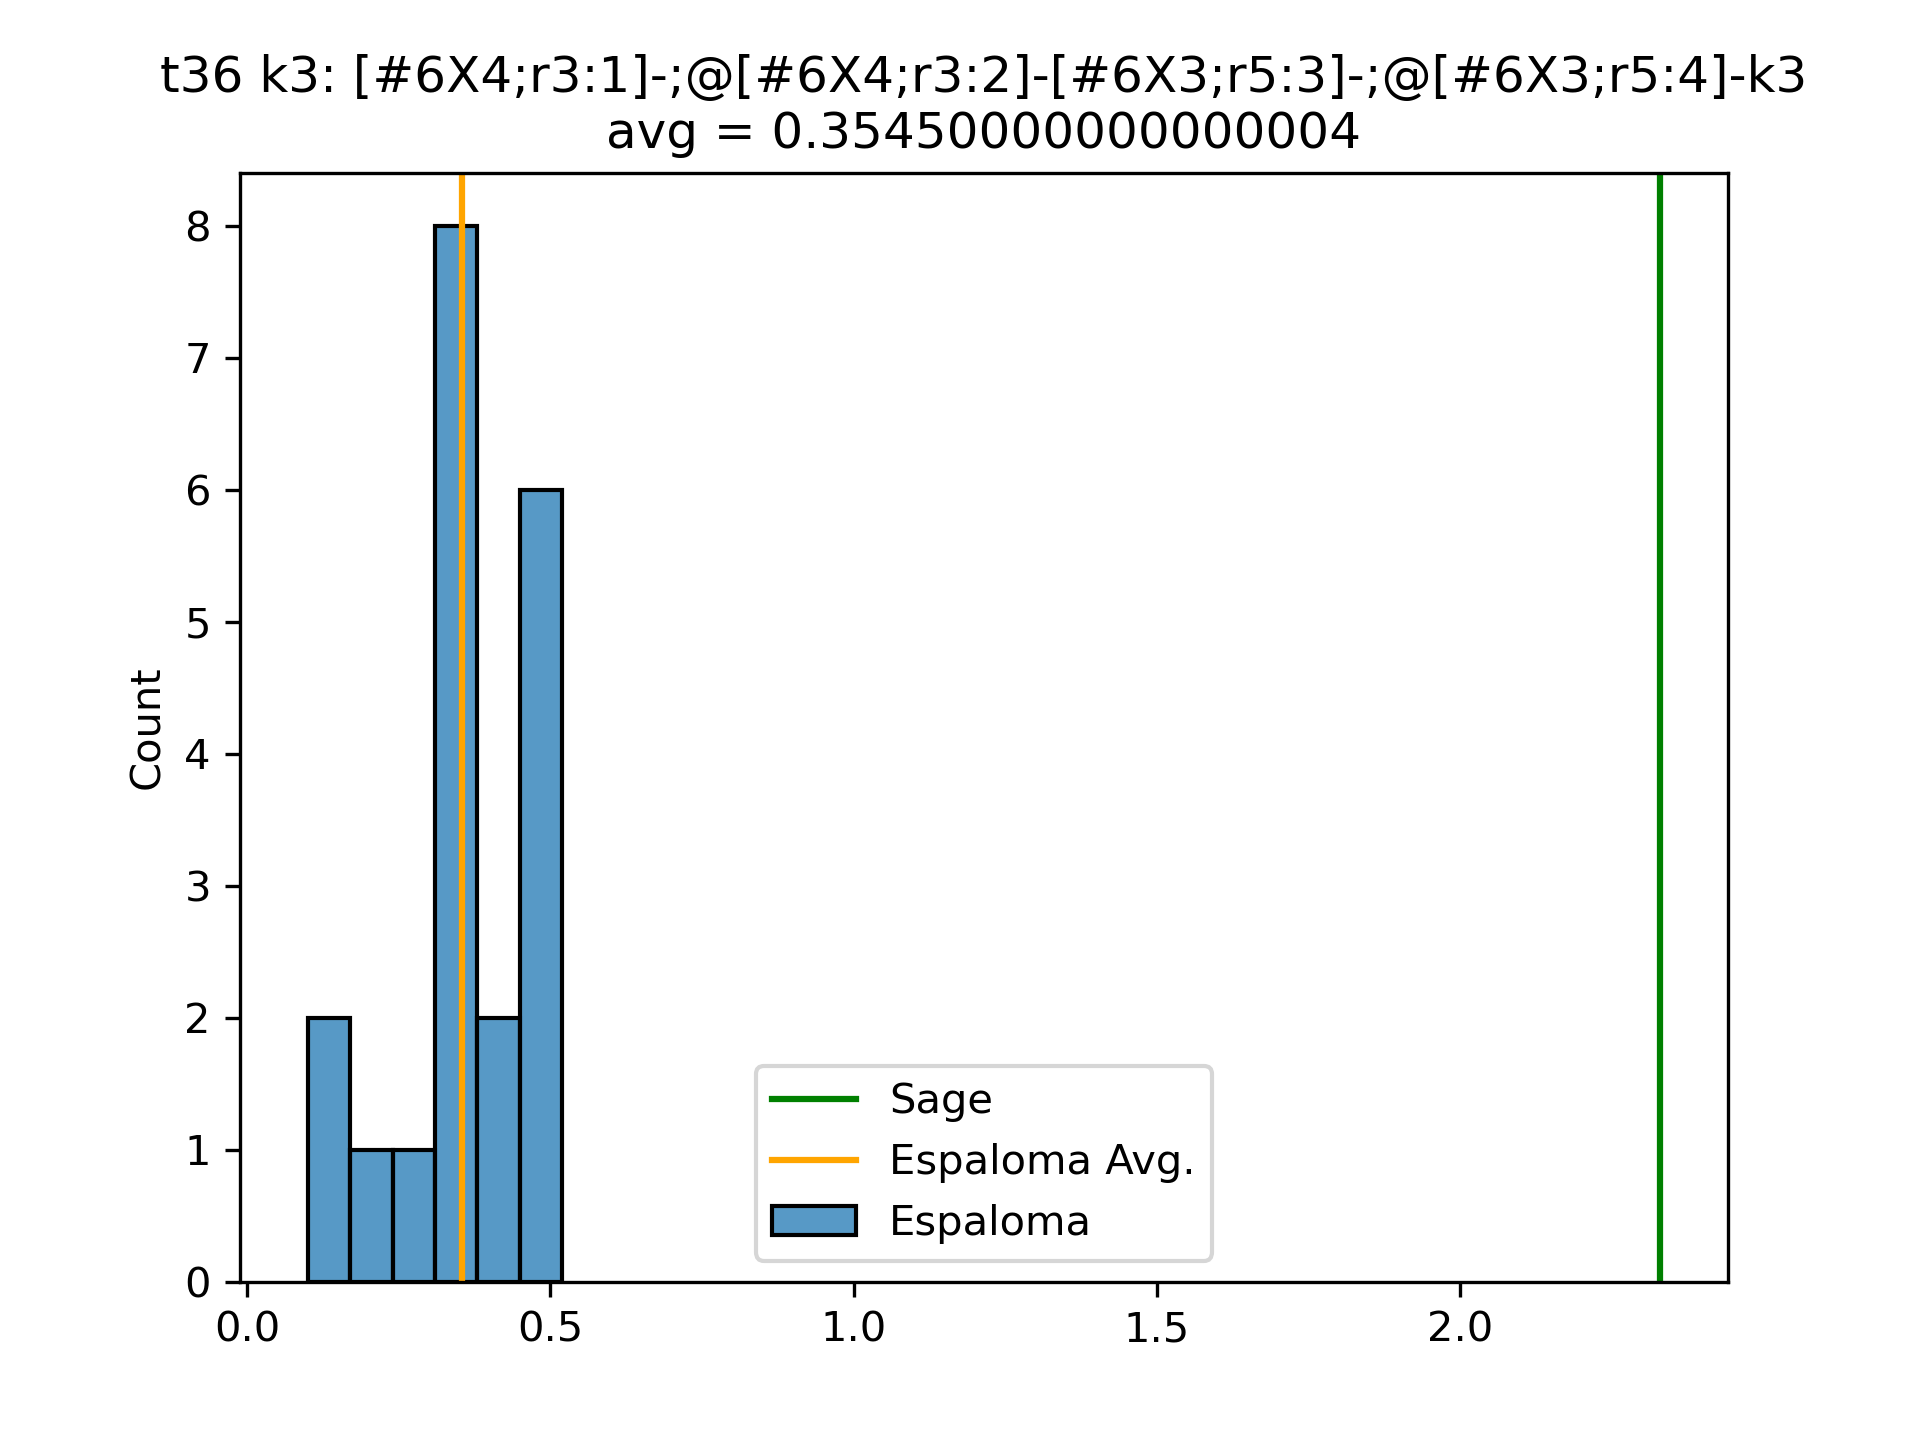 t36 k3: [#6X4;r3:1]-;@[#6X4;r3:2]-[#6X3;r5:3]-;@[#6X3;r5:4]-k3
avg = 0.35450000000000004
8
7
6
5
4
3
2
1
0
Count
Sage
Espaloma Avg.
Espaloma
0.0 0.5 1.0 1.5 2.0